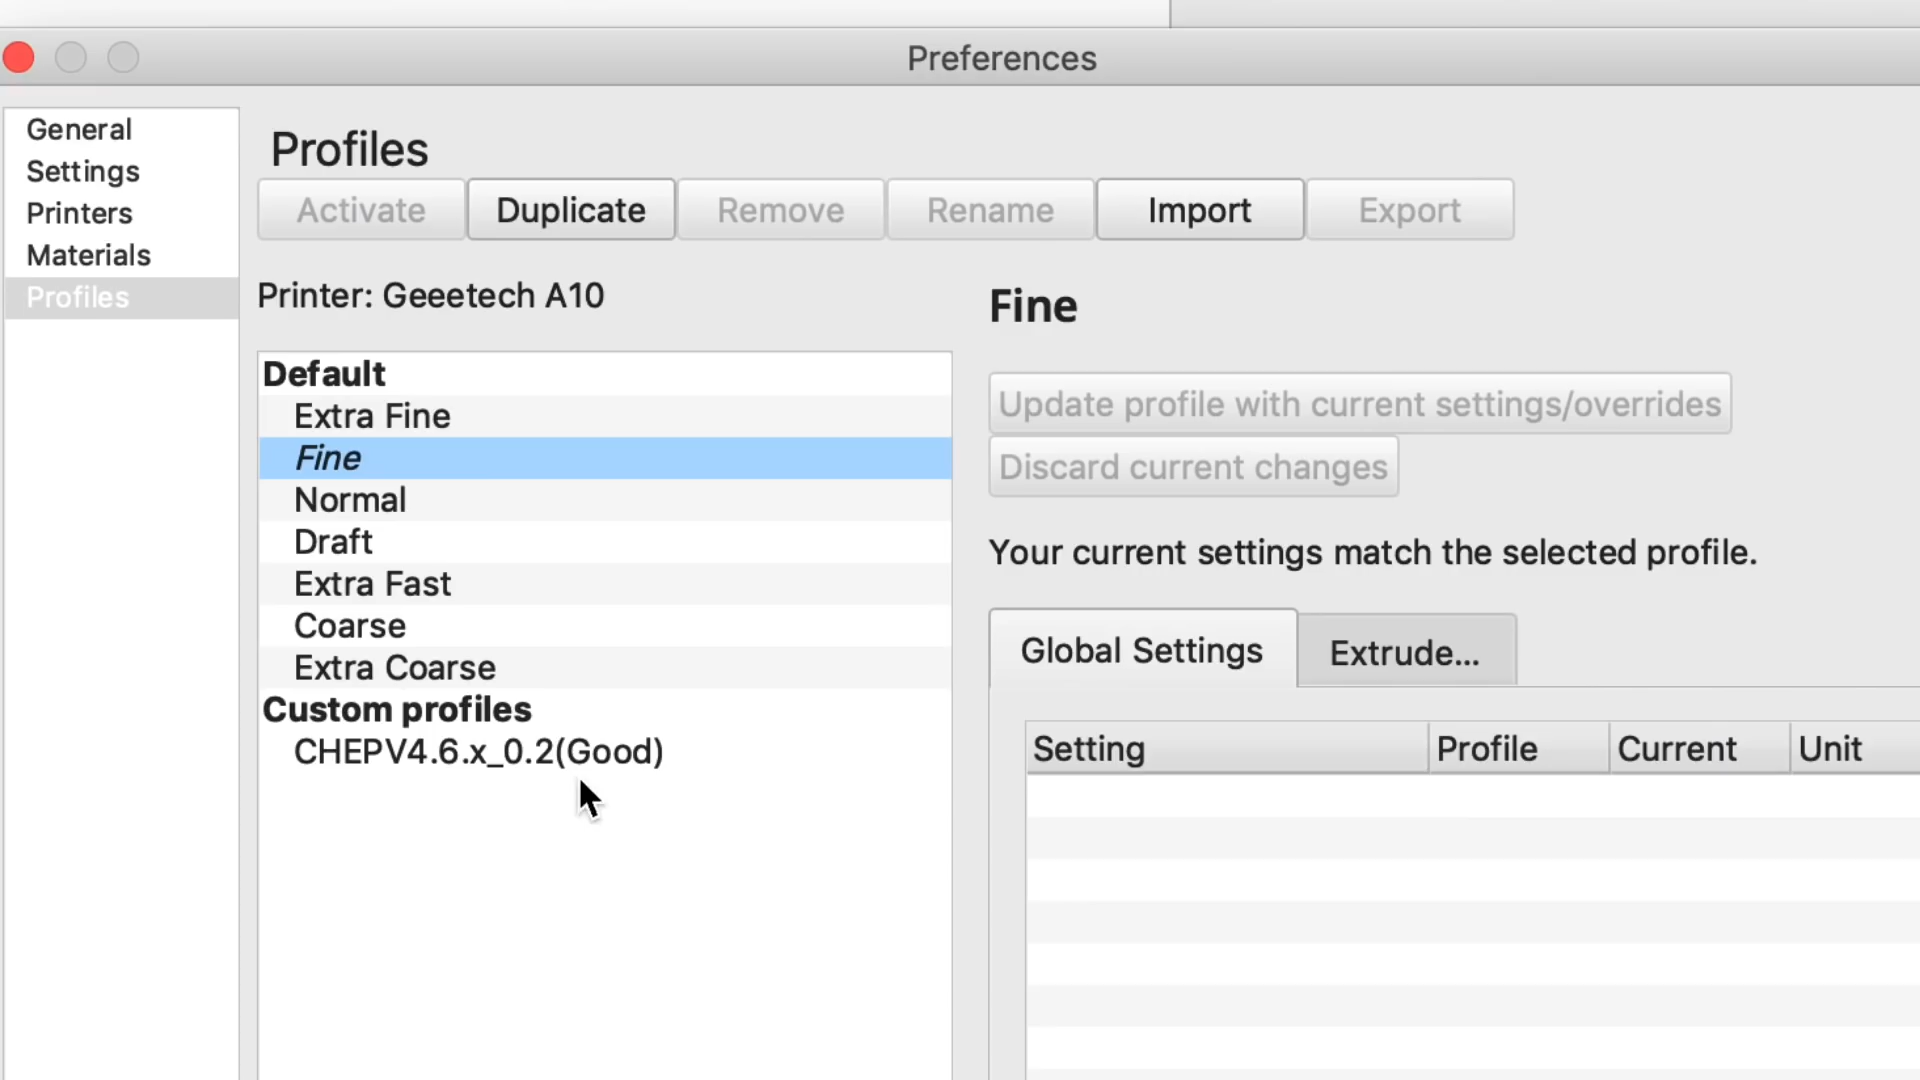 Preferences
General
Settings
Printers
Materials
Profiles
Profiles
Activate Duplicate Remove Rename Import Export
Printer: Geeetech A10
Default
Extra Fine
Fine
Normal
Draft
Extra Fast
Coarse
Extra Coarse
Custom profiles
CHEPV4.6.x_0.2(Good)
Fine
Update profile with current settings/overrides
Discard current changes
Your current settings match the selected profile.
Global Settings Extrude...
Setting Profile Current Unit